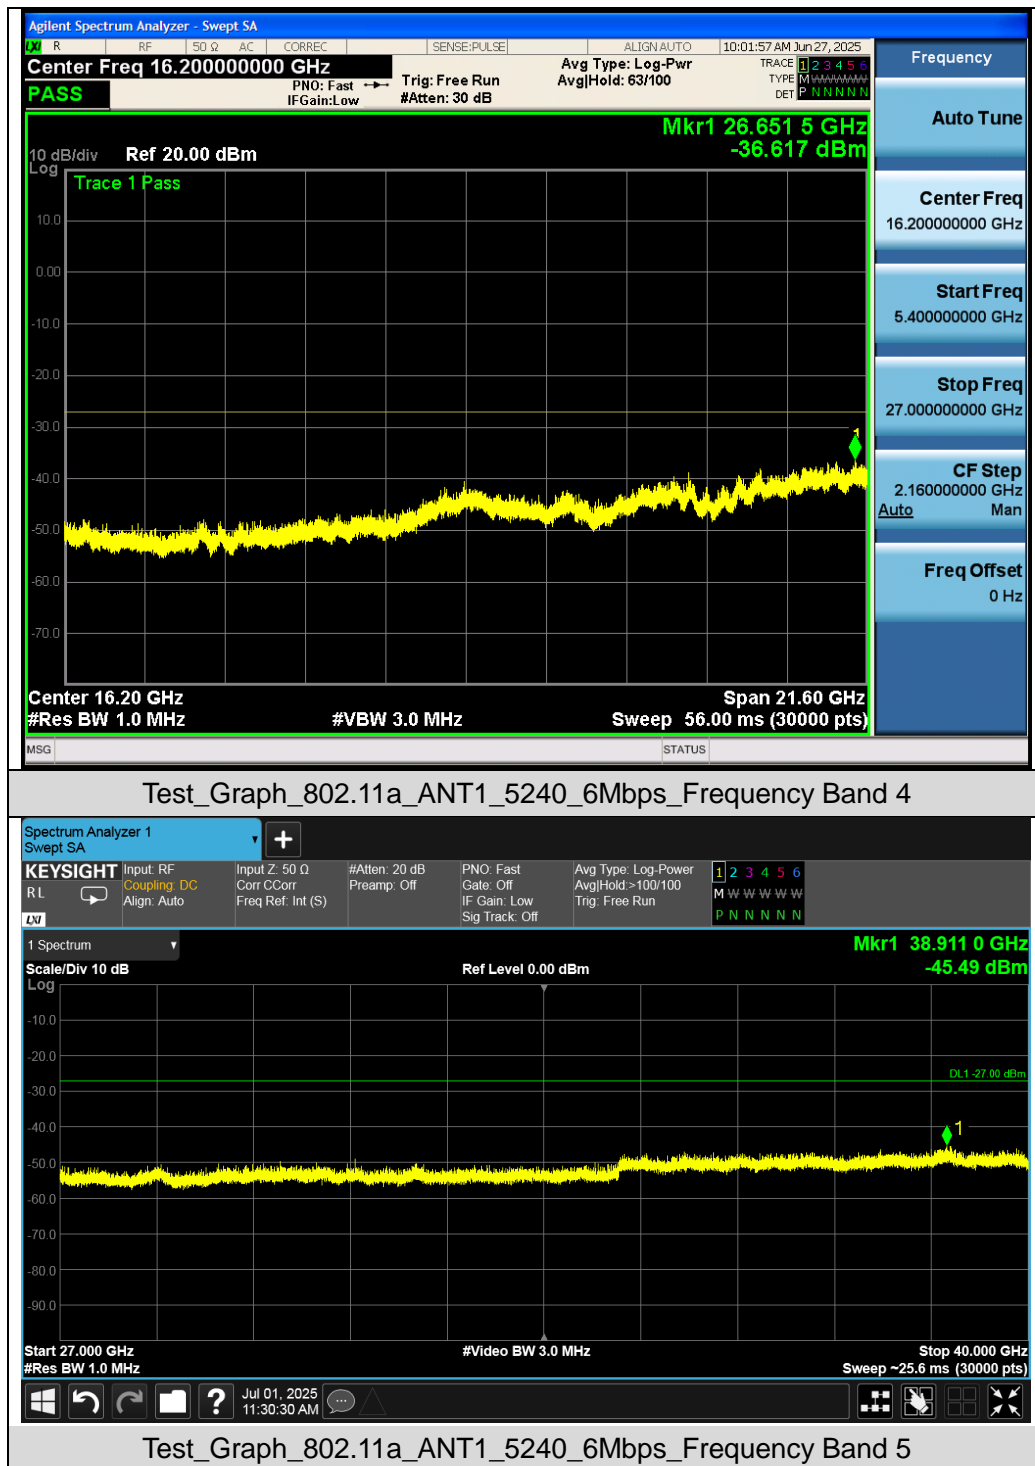 Agilent Spectrum Analyzer - Swept SA
LXI R RF 50 Ω AC CORREC SENSE:PULSE ALIGN AUTO 10:01:57 AM Jun 27, 2025
Center Freq 16.200000000 GHz
PASS
PNO: Fast
IFGain:Low
Trig: Free Run
#Atten: 30 dB
Avg Type: Log-Pwr
Avg|Hold: 63/100
TRACE 1 2 3 4 5 6
TYPE M W W W W W
DET P N N N N N
Mkr1 26.651 5 GHz
-36.617 dBm
10 dB/div Ref 20.00 dBm
Log
Trace 1 Pass
10.0
0.00
-10.0
-20.0
-30.0
-40.0
-50.0
-60.0
-70.0
1
Center 16.20 GHz Span 21.60 GHz
#Res BW 1.0 MHz #VBW 3.0 MHz Sweep 56.00 ms (30000 pts)
MSG STATUS
Frequency
Auto Tune
Center Freq
16.200000000 GHz
Start Freq
5.400000000 GHz
Stop Freq
27.000000000 GHz
CF Step
2.160000000 GHz
Auto Man
Freq Offset
0 Hz
Test_Graph_802.11a_ANT1_5240_6Mbps_Frequency Band 4
Spectrum Analyzer 1
Swept SA
+
KEYSIGHT
RL
LXI
Input: RF
Coupling: DC
Align: Auto
Input Z: 50 Ω
Corr CCorr
Freq Ref: Int (S)
#Atten: 20 dB
Preamp: Off
PNO: Fast
Gate: Off
IF Gain: Low
Sig Track: Off
Avg Type: Log-Power
Avg|Hold:>100/100
Trig: Free Run
1 2 3 4 5 6
M W W W W W
P N N N N N
1 Spectrum
Mkr1 38.911 0 GHz
-45.49 dBm
Scale/Div 10 dB Ref Level 0.00 dBm
Log
-10.0
-20.0
DL1 -27.00 dBm
-30.0
-40.0
1
-50.0
-60.0
-70.0
-80.0
-90.0
Start 27.000 GHz #Video BW 3.0 MHz Stop 40.000 GHz
#Res BW 1.0 MHz Sweep ~25.6 ms (30000 pts)
?
Jul 01, 2025
11:30:30 AM
Test_Graph_802.11a_ANT1_5240_6Mbps_Frequency Band 5